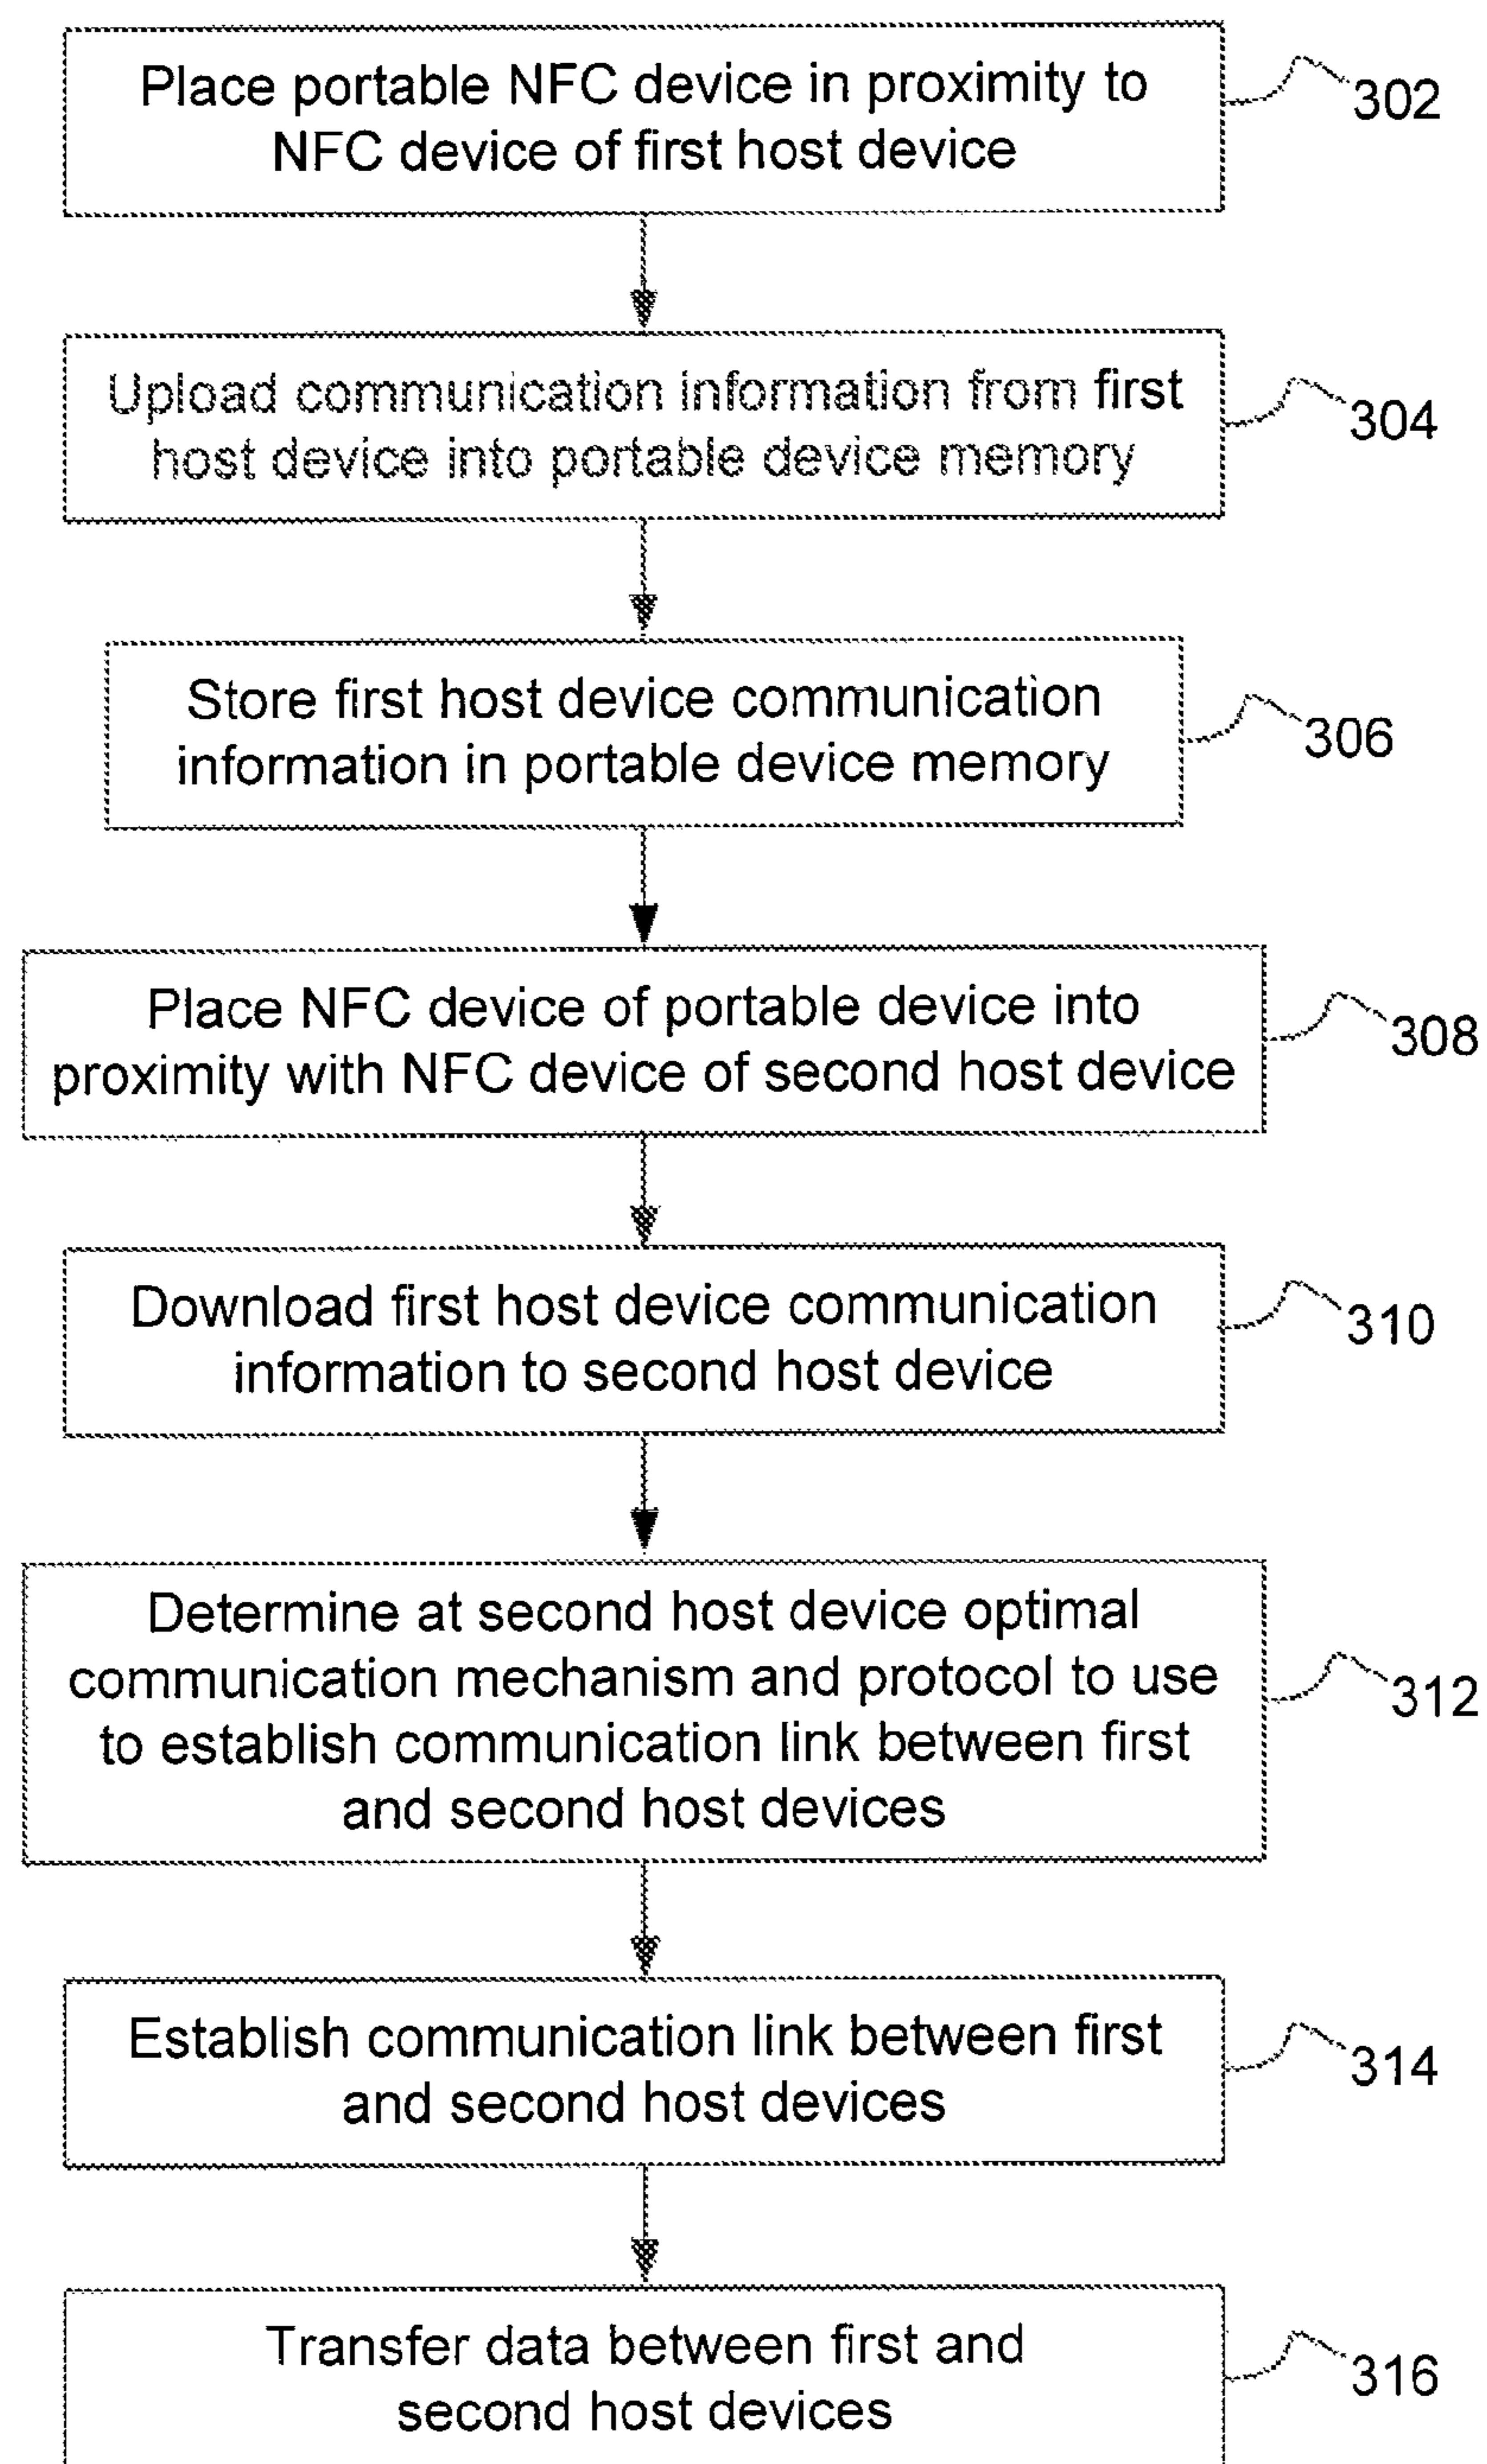 Place portable NFC device in proximity to
NFC device of first host device
302
Upload communication information from first
host device into portable device memory
304
Store first host device communication
information in portable device memory
306
Place NFC device of portable device into
proximity with NFC device of second host device
308
Download first host device communication
information to second host device
310
Determine at second host device optimal
communication mechanism and protocol to use
to establish communication link between first
and second host devices
312
Establish communication link between first
and second host devices
314
Transfer data between first and
second host devices
316